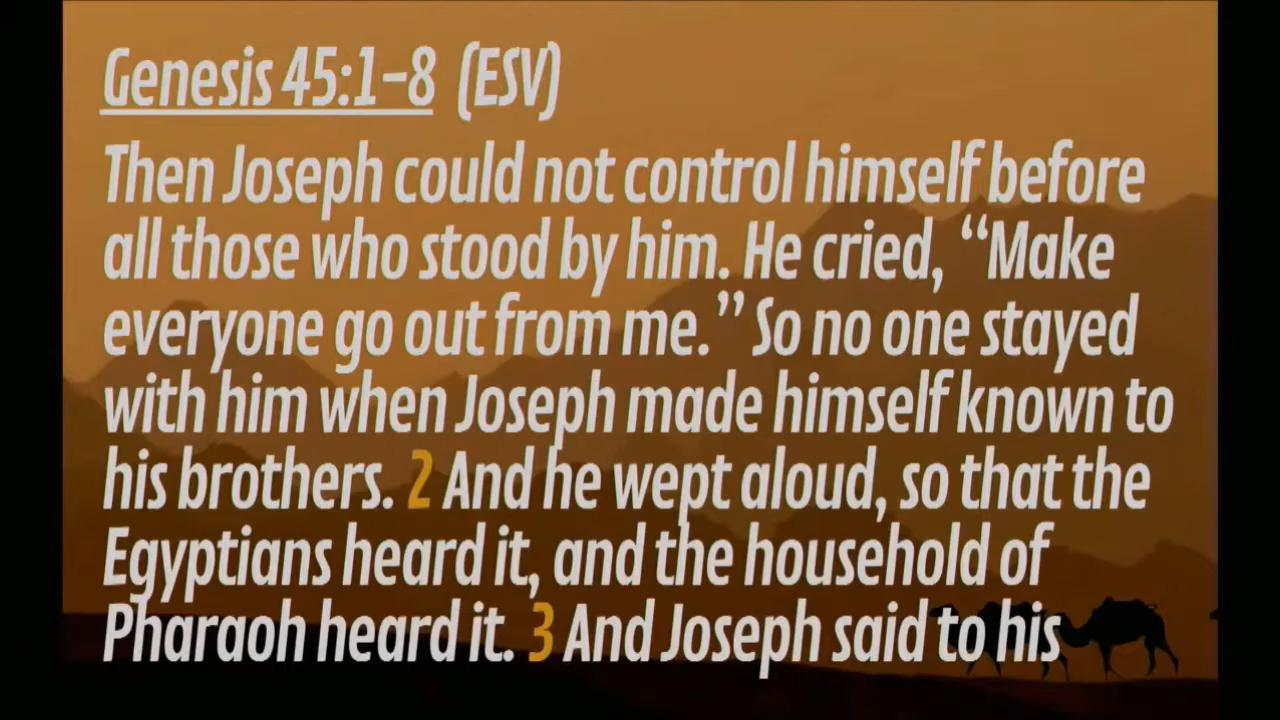 Genesis 45:1–8 (ESV)
Then Joseph could not control himself before
all those who stood by him. He cried, “Make
everyone go out from me.” So no one stayed
with him when Joseph made himself known to
his brothers. 2 And he wept aloud, so that the
Egyptians heard it, and the household of
Pharaoh heard it. 3 And Joseph said to his